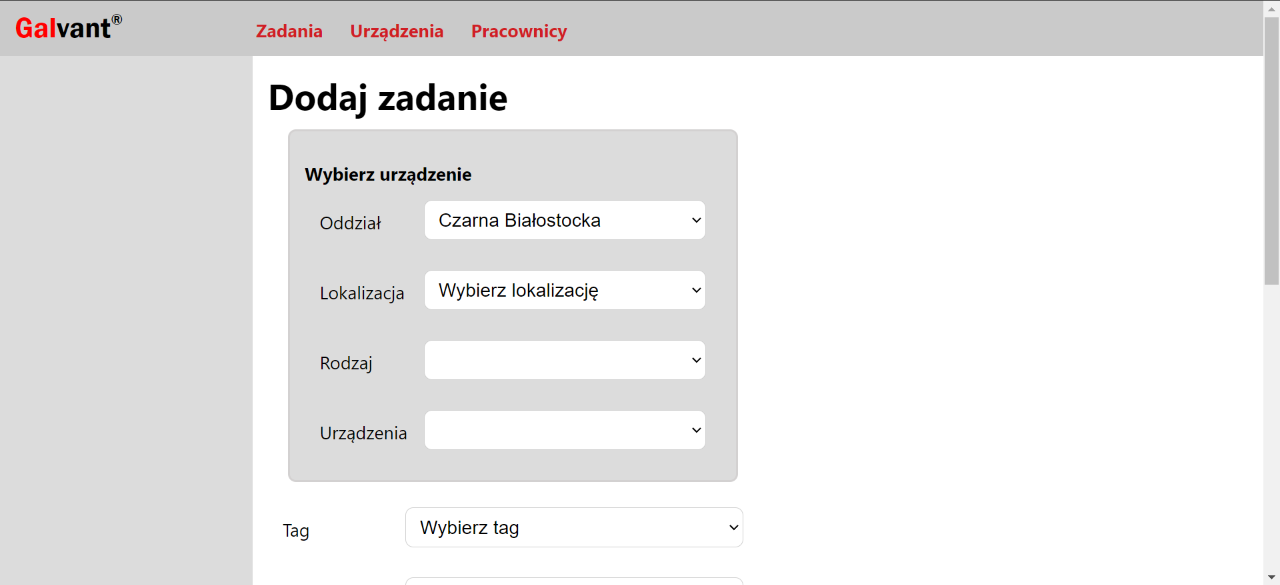 Galvant®
Zadania Urządzenia Pracownicy
Dodaj zadanie
Wybierz urządzenie
Oddział Czarna Białostocka
Lokalizacja Wybierz lokalizację
Rodzaj
Urządzenia
Tag Wybierz tag